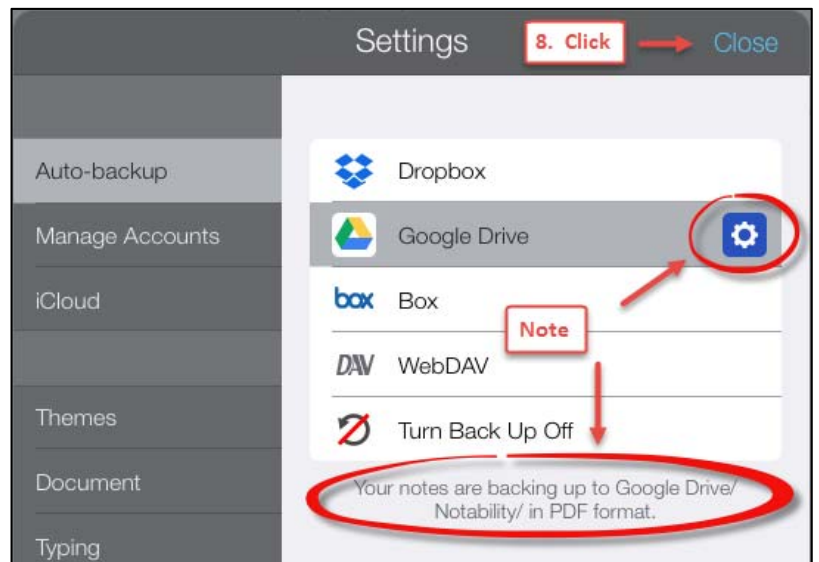 Settings
8. Click
Close
Auto-backup
Manage Accounts
iCloud
Themes
Document
Typing
Dropbox
Google Drive
box Box
Note
DAV WebDAV
Turn Back Up Off
Your notes are backing up to Google Drive/
Notability/ in PDF format.